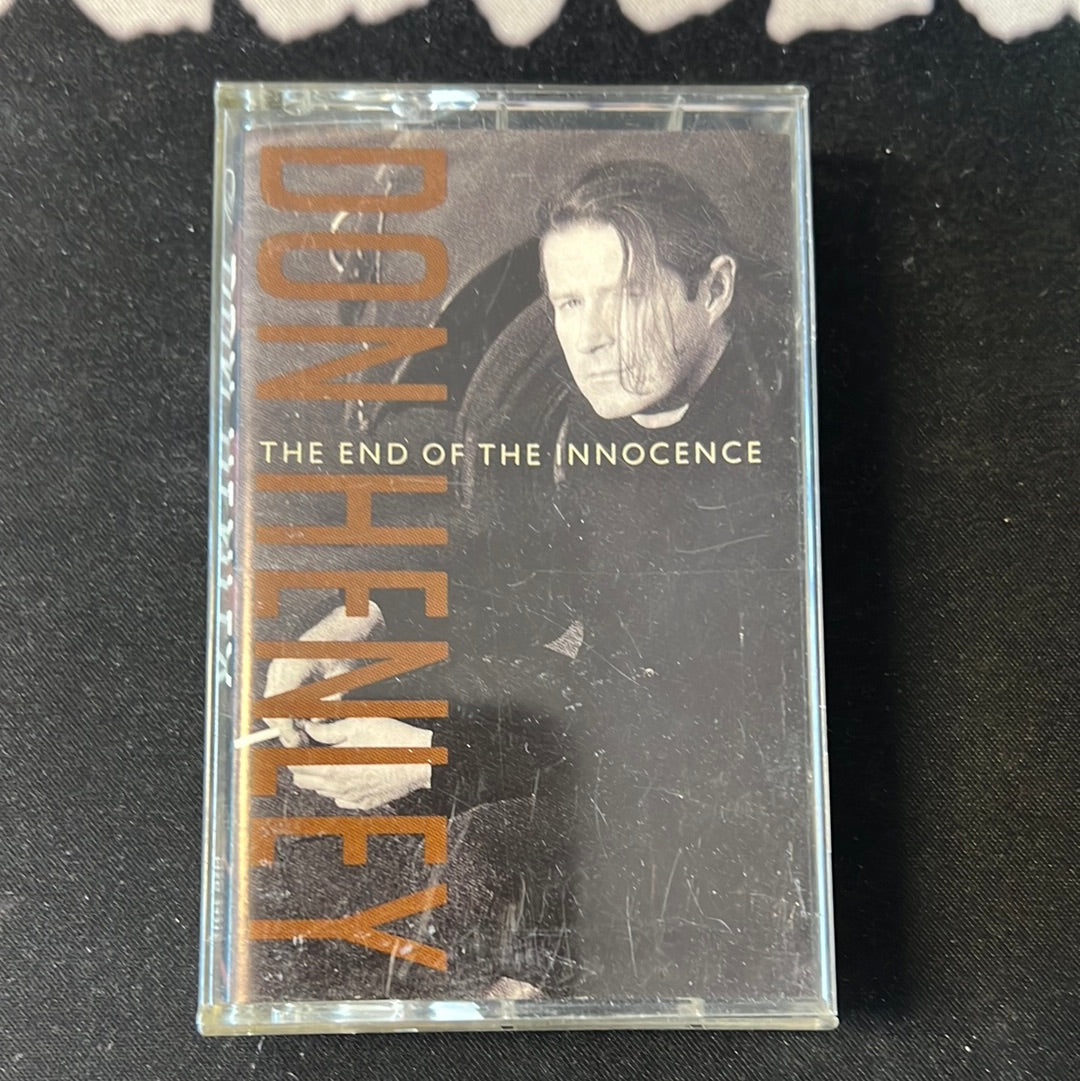 DON HENLEY
THE END OF THE INNOCENCE